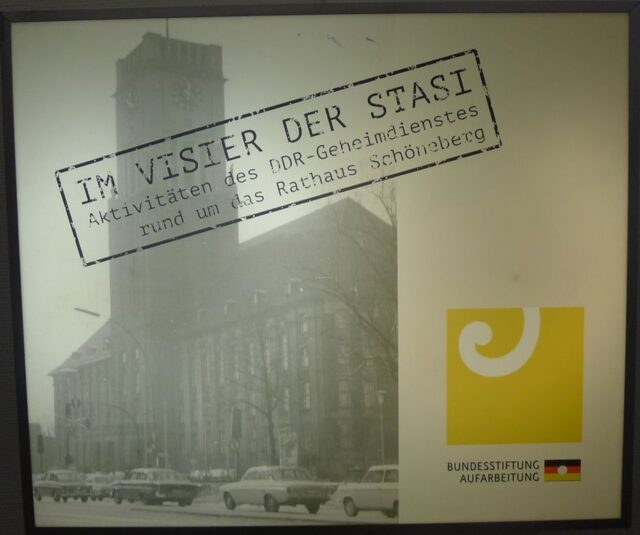 IM VISIER DER STASI
Aktivitäten des DDR-Geheimdienstes
rund um das Rathaus Schöneberg
BUNDESSTIFTUNG
AUFARBEITUNG